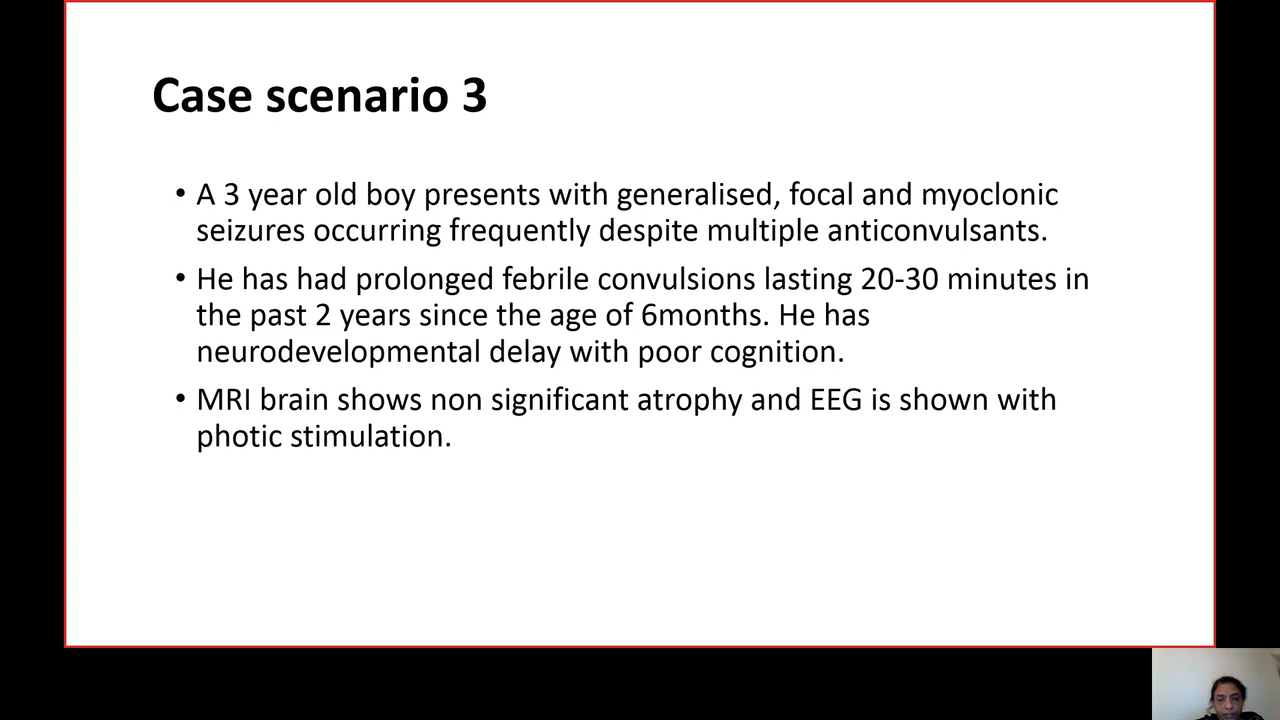 Case scenario 3
• A 3 year old boy presents with generalised, focal and myoclonic
seizures occurring frequently despite multiple anticonvulsants.
• He has had prolonged febrile convulsions lasting 20-30 minutes in
the past 2 years since the age of 6months. He has
neurodevelopmental delay with poor cognition.
• MRI brain shows non significant atrophy and EEG is shown with
photic stimulation.